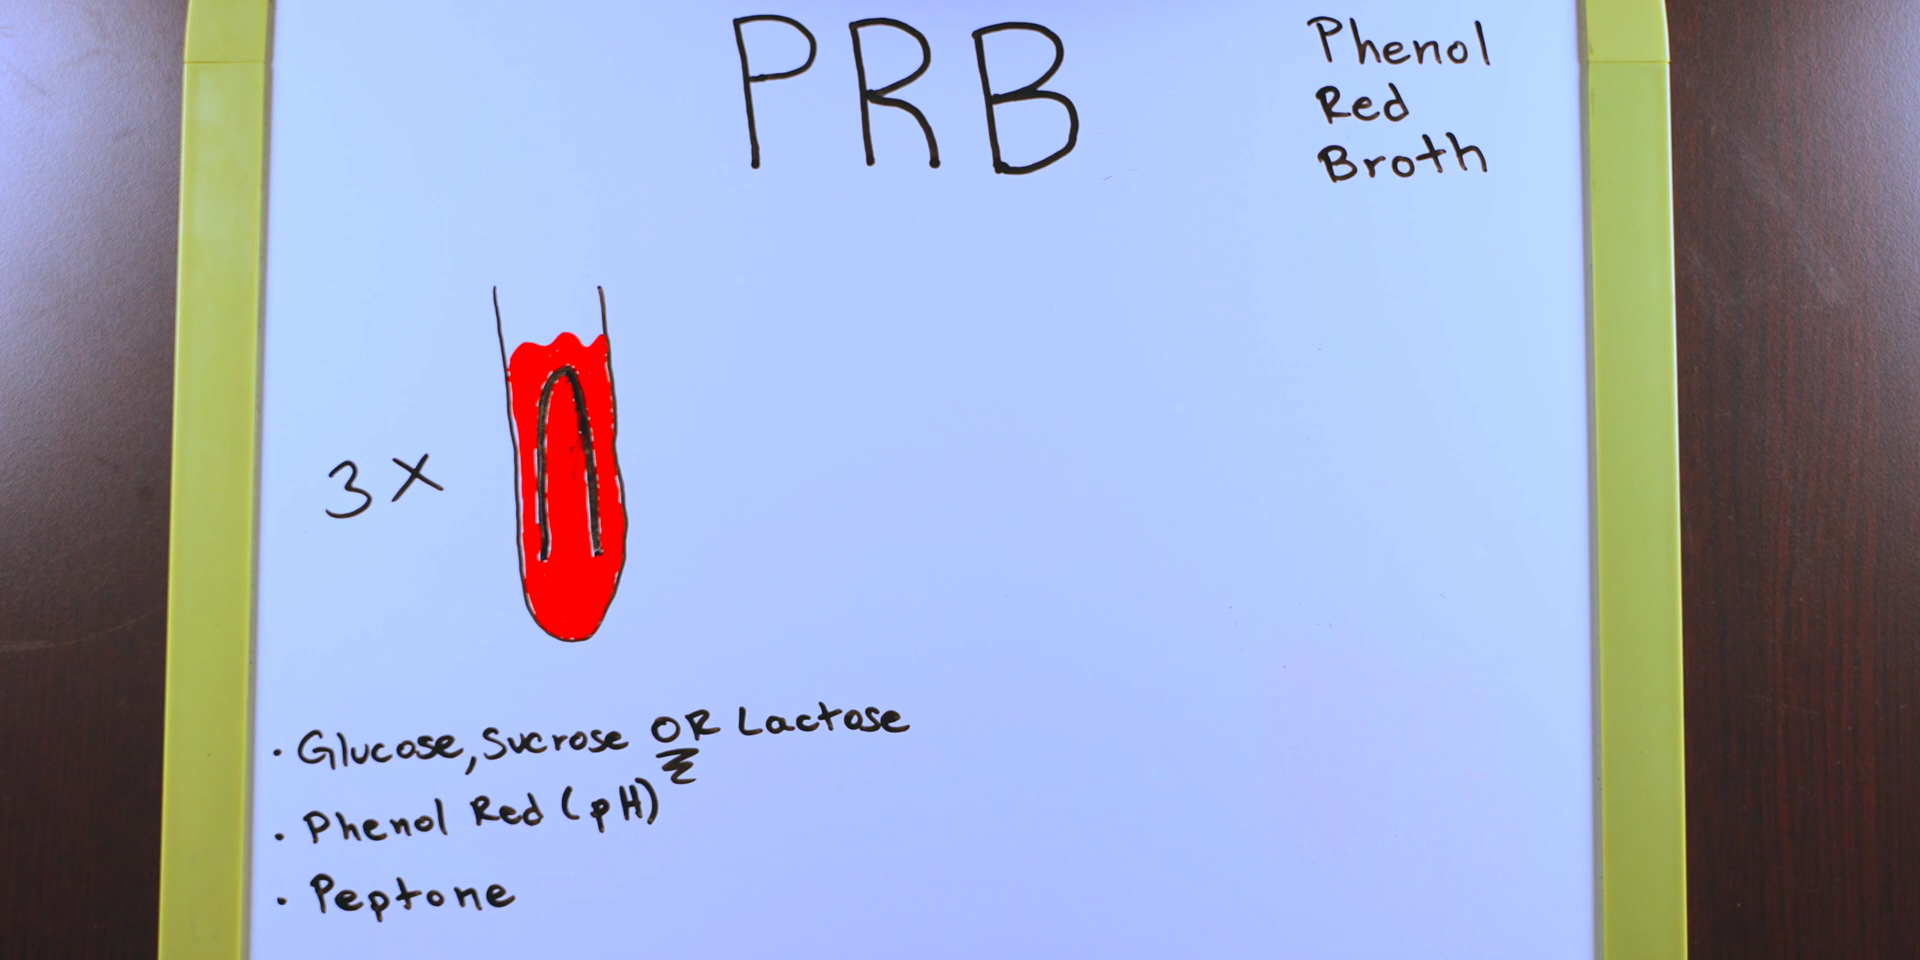 PRB
Phenol
Red
Broth
3 X
· Glucose, Sucrose OR Lactose
· Phenol Red (pH)
· Peptone